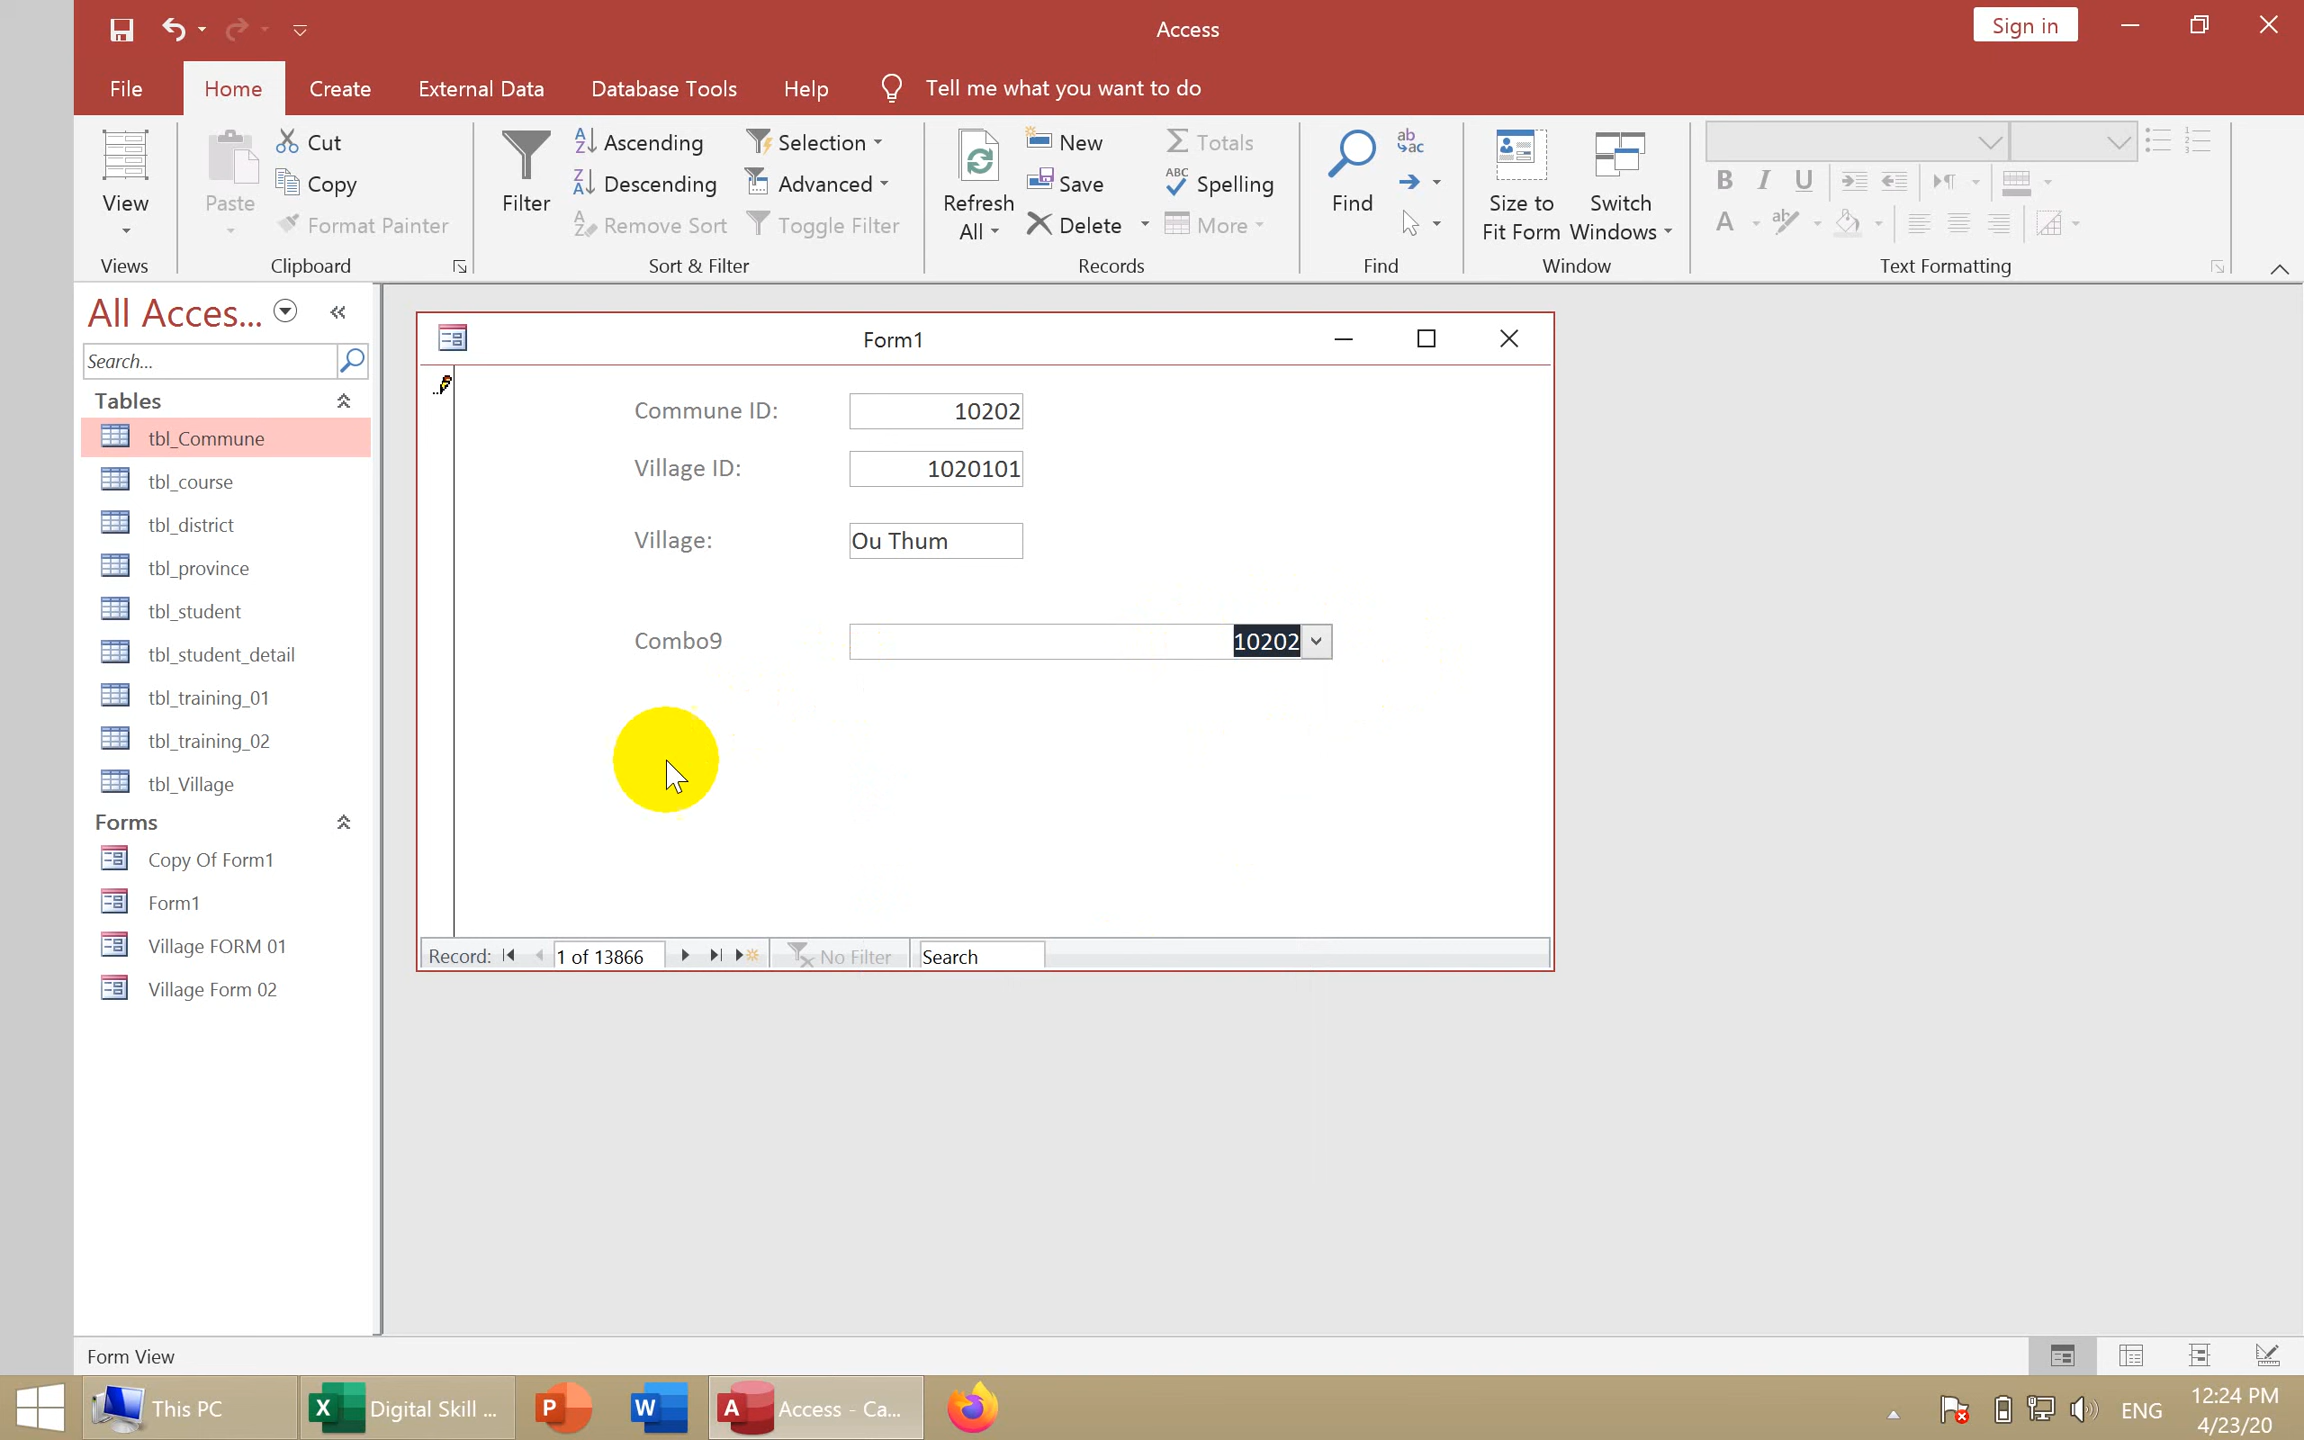 Access
Sign in
File Home Create External Data Database Tools Help Tell me what you want to do
View
Views
Paste
Cut
Copy
Format Painter
Clipboard
Filter
Ascending
Descending
Remove Sort
Selection
Advanced
Toggle Filter
Sort & Filter
Refresh
All
New
Save
Delete
Totals
Spelling
More
Records
Find
Find
Size to
Fit Form
Switch
Windows
Window
B I U
Text Formatting
All Acces...
Search...
Tables
tbl_Commune
tbl_course
tbl_district
tbl_province
tbl_student
tbl_student_detail
tbl_training_01
tbl_training_02
tbl_Village
Forms
Copy Of Form1
Form1
Village FORM 01
Village Form 02
Form1
Commune ID: 10202
Village ID: 1020101
Village: Ou Thum
Combo9 10202
Record: 1 of 13866 No Filter Search
Form View
This PC
Digital Skill ...
Access - Ca...
ENG
12:24 PM
4/23/20